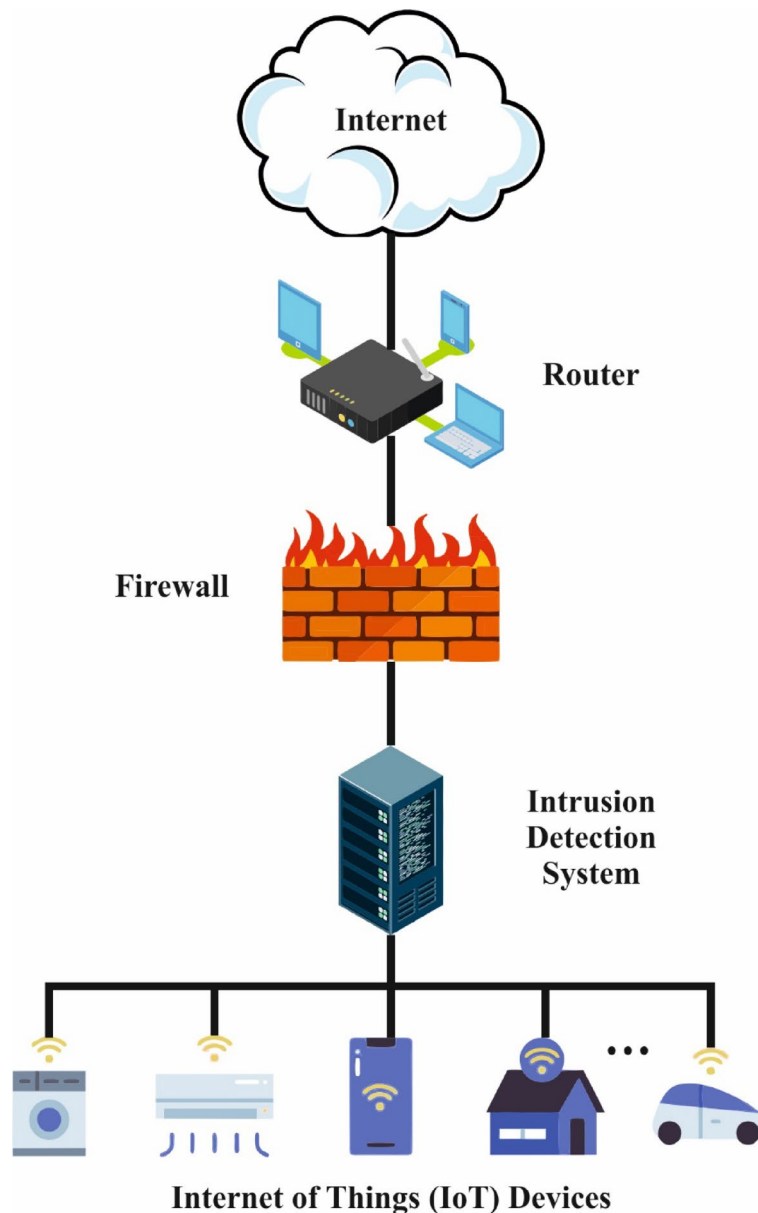 Internet
Router
Firewall
Intrusion
Detection
System
Internet of Things (IoT) Devices